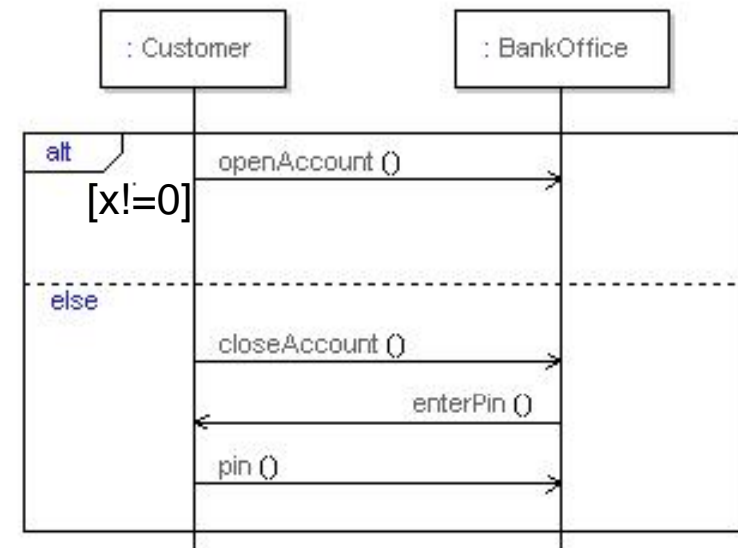 : Customer
: BankOffice
alt
openAccount ()
[x!=0]
else
closeAccount ()
enterPin ()
pin ()